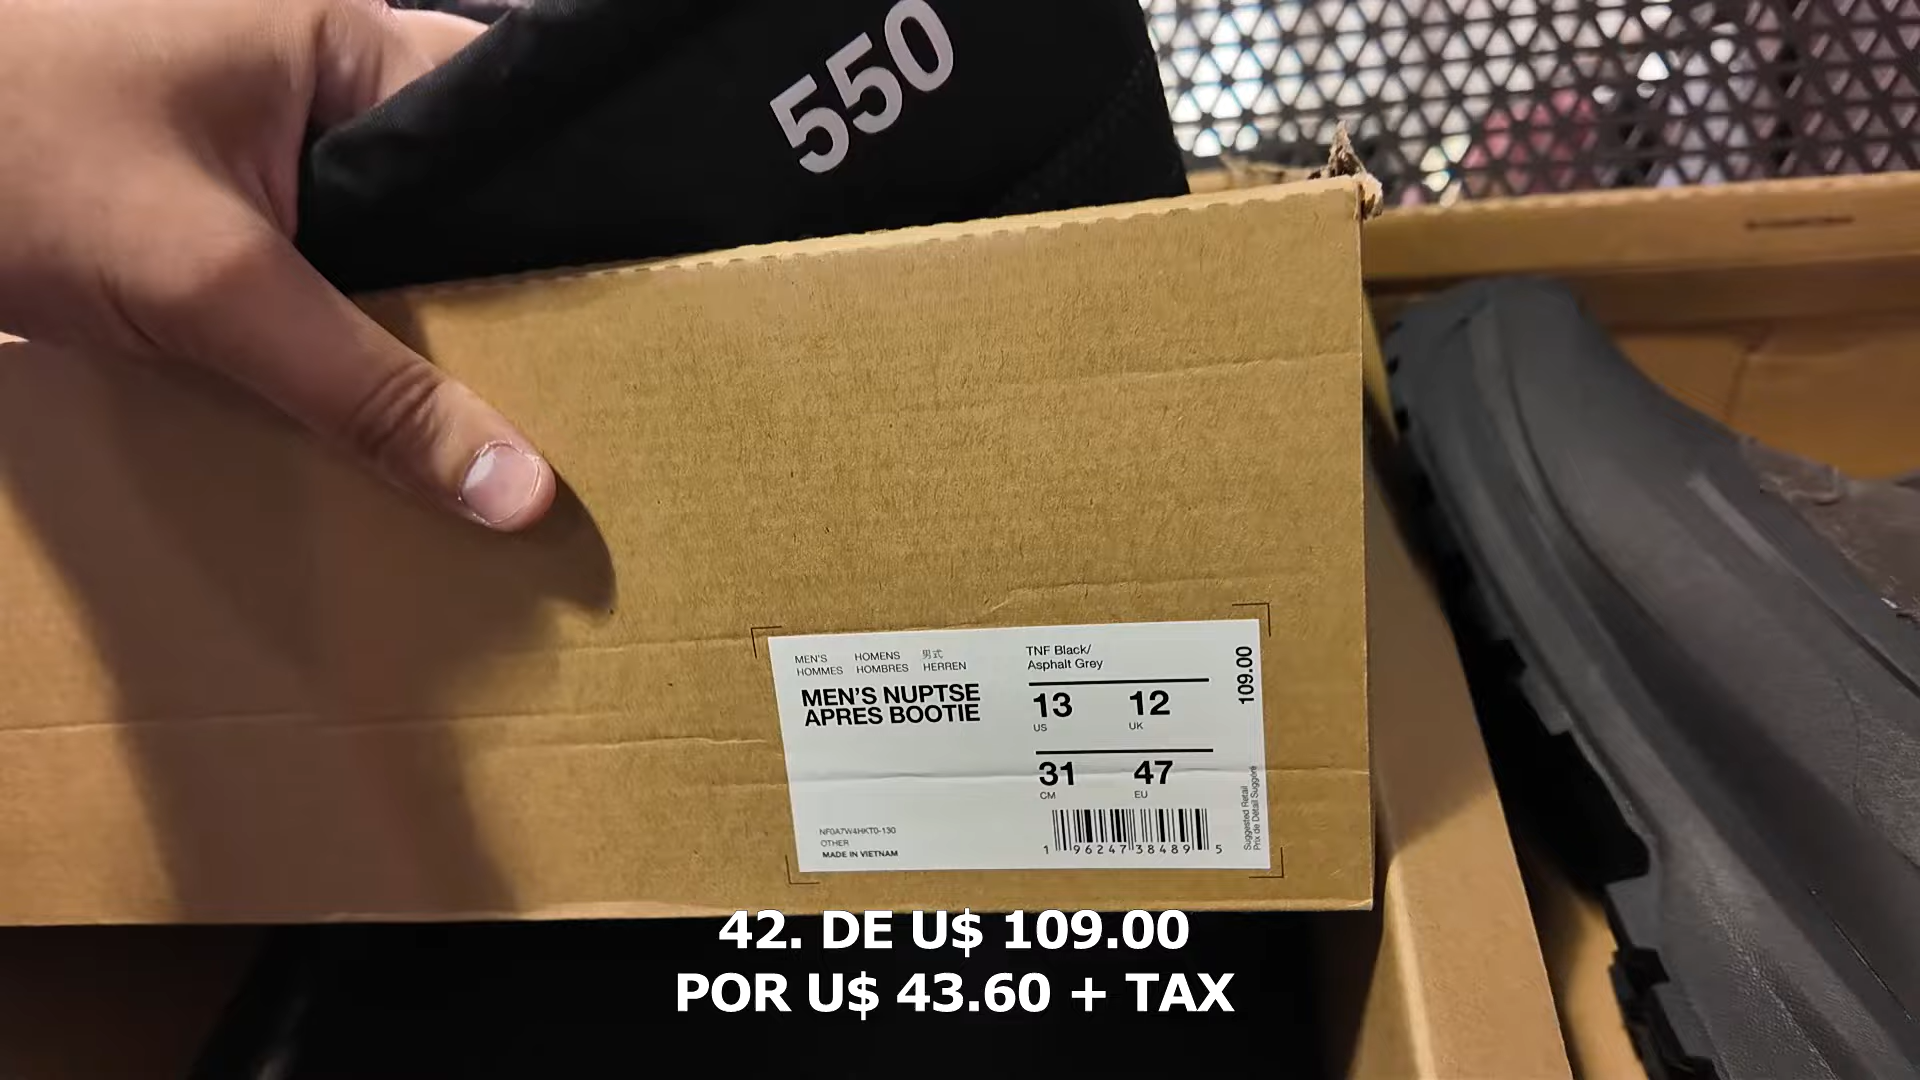 550
MEN'S HOMENS 男式
HOMMES HOMBRES HERREN
MEN'S NUPTSE
APRES BOOTIE
TNF Black/
Asphalt Grey
13 12
US UK
31 47
CM EU
109.00
Suggested Retail
Prix de Détail Suggéré
NF0A7W4HKT0-130
OTHER
MADE IN VIETNAM
1 96247 38489 5
42. DE U$ 109.00
POR U$ 43.60 + TAX